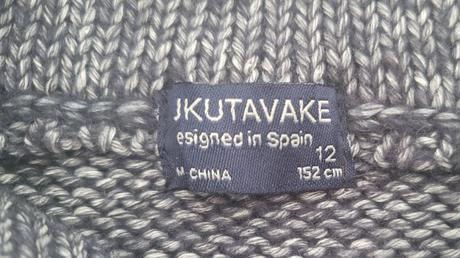 JKUTAVAKE
esigned in Spain
12
CHINA 152 cm